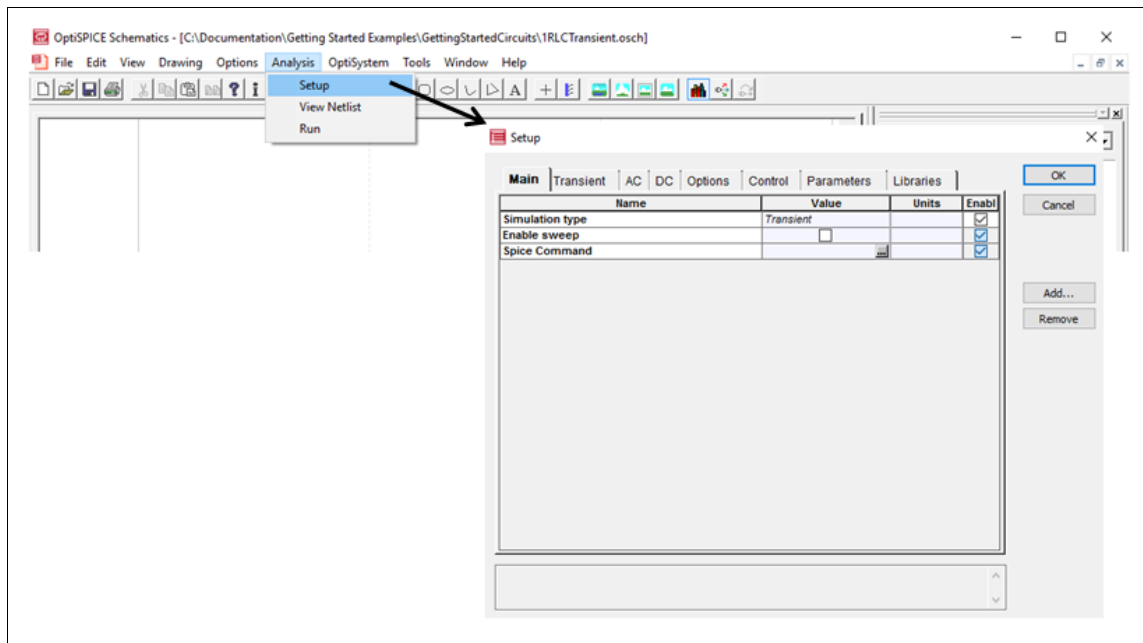 OptiSPICE Schematics - [C:\Documentation\Getting Started Examples\GettingStartedCircuits\1RLCTransient.osch]
File Edit View Drawing Options Analysis OptiSystem Tools Window Help
Setup
View Netlist
Run
Setup
Main Transient AC DC Options Control Parameters Libraries
Name Value Units Enabl
Simulation type Transient
Enable sweep
Spice Command ...
OK
Cancel
Add...
Remove